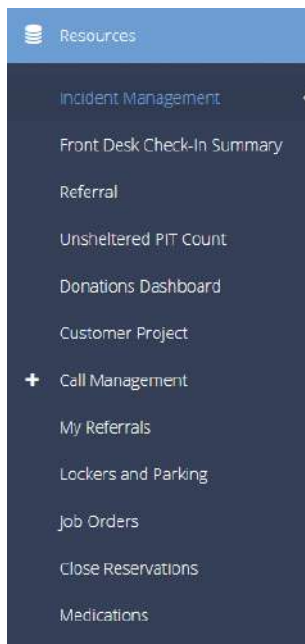 Resources
Incident Management
Front Desk Check-In Summary
Referral
Unsheltered PIT Count
Donations Dashboard
Customer Project
Call Management
My Referrals
Lockers and Parking
Job Orders
Close Reservations
Medications